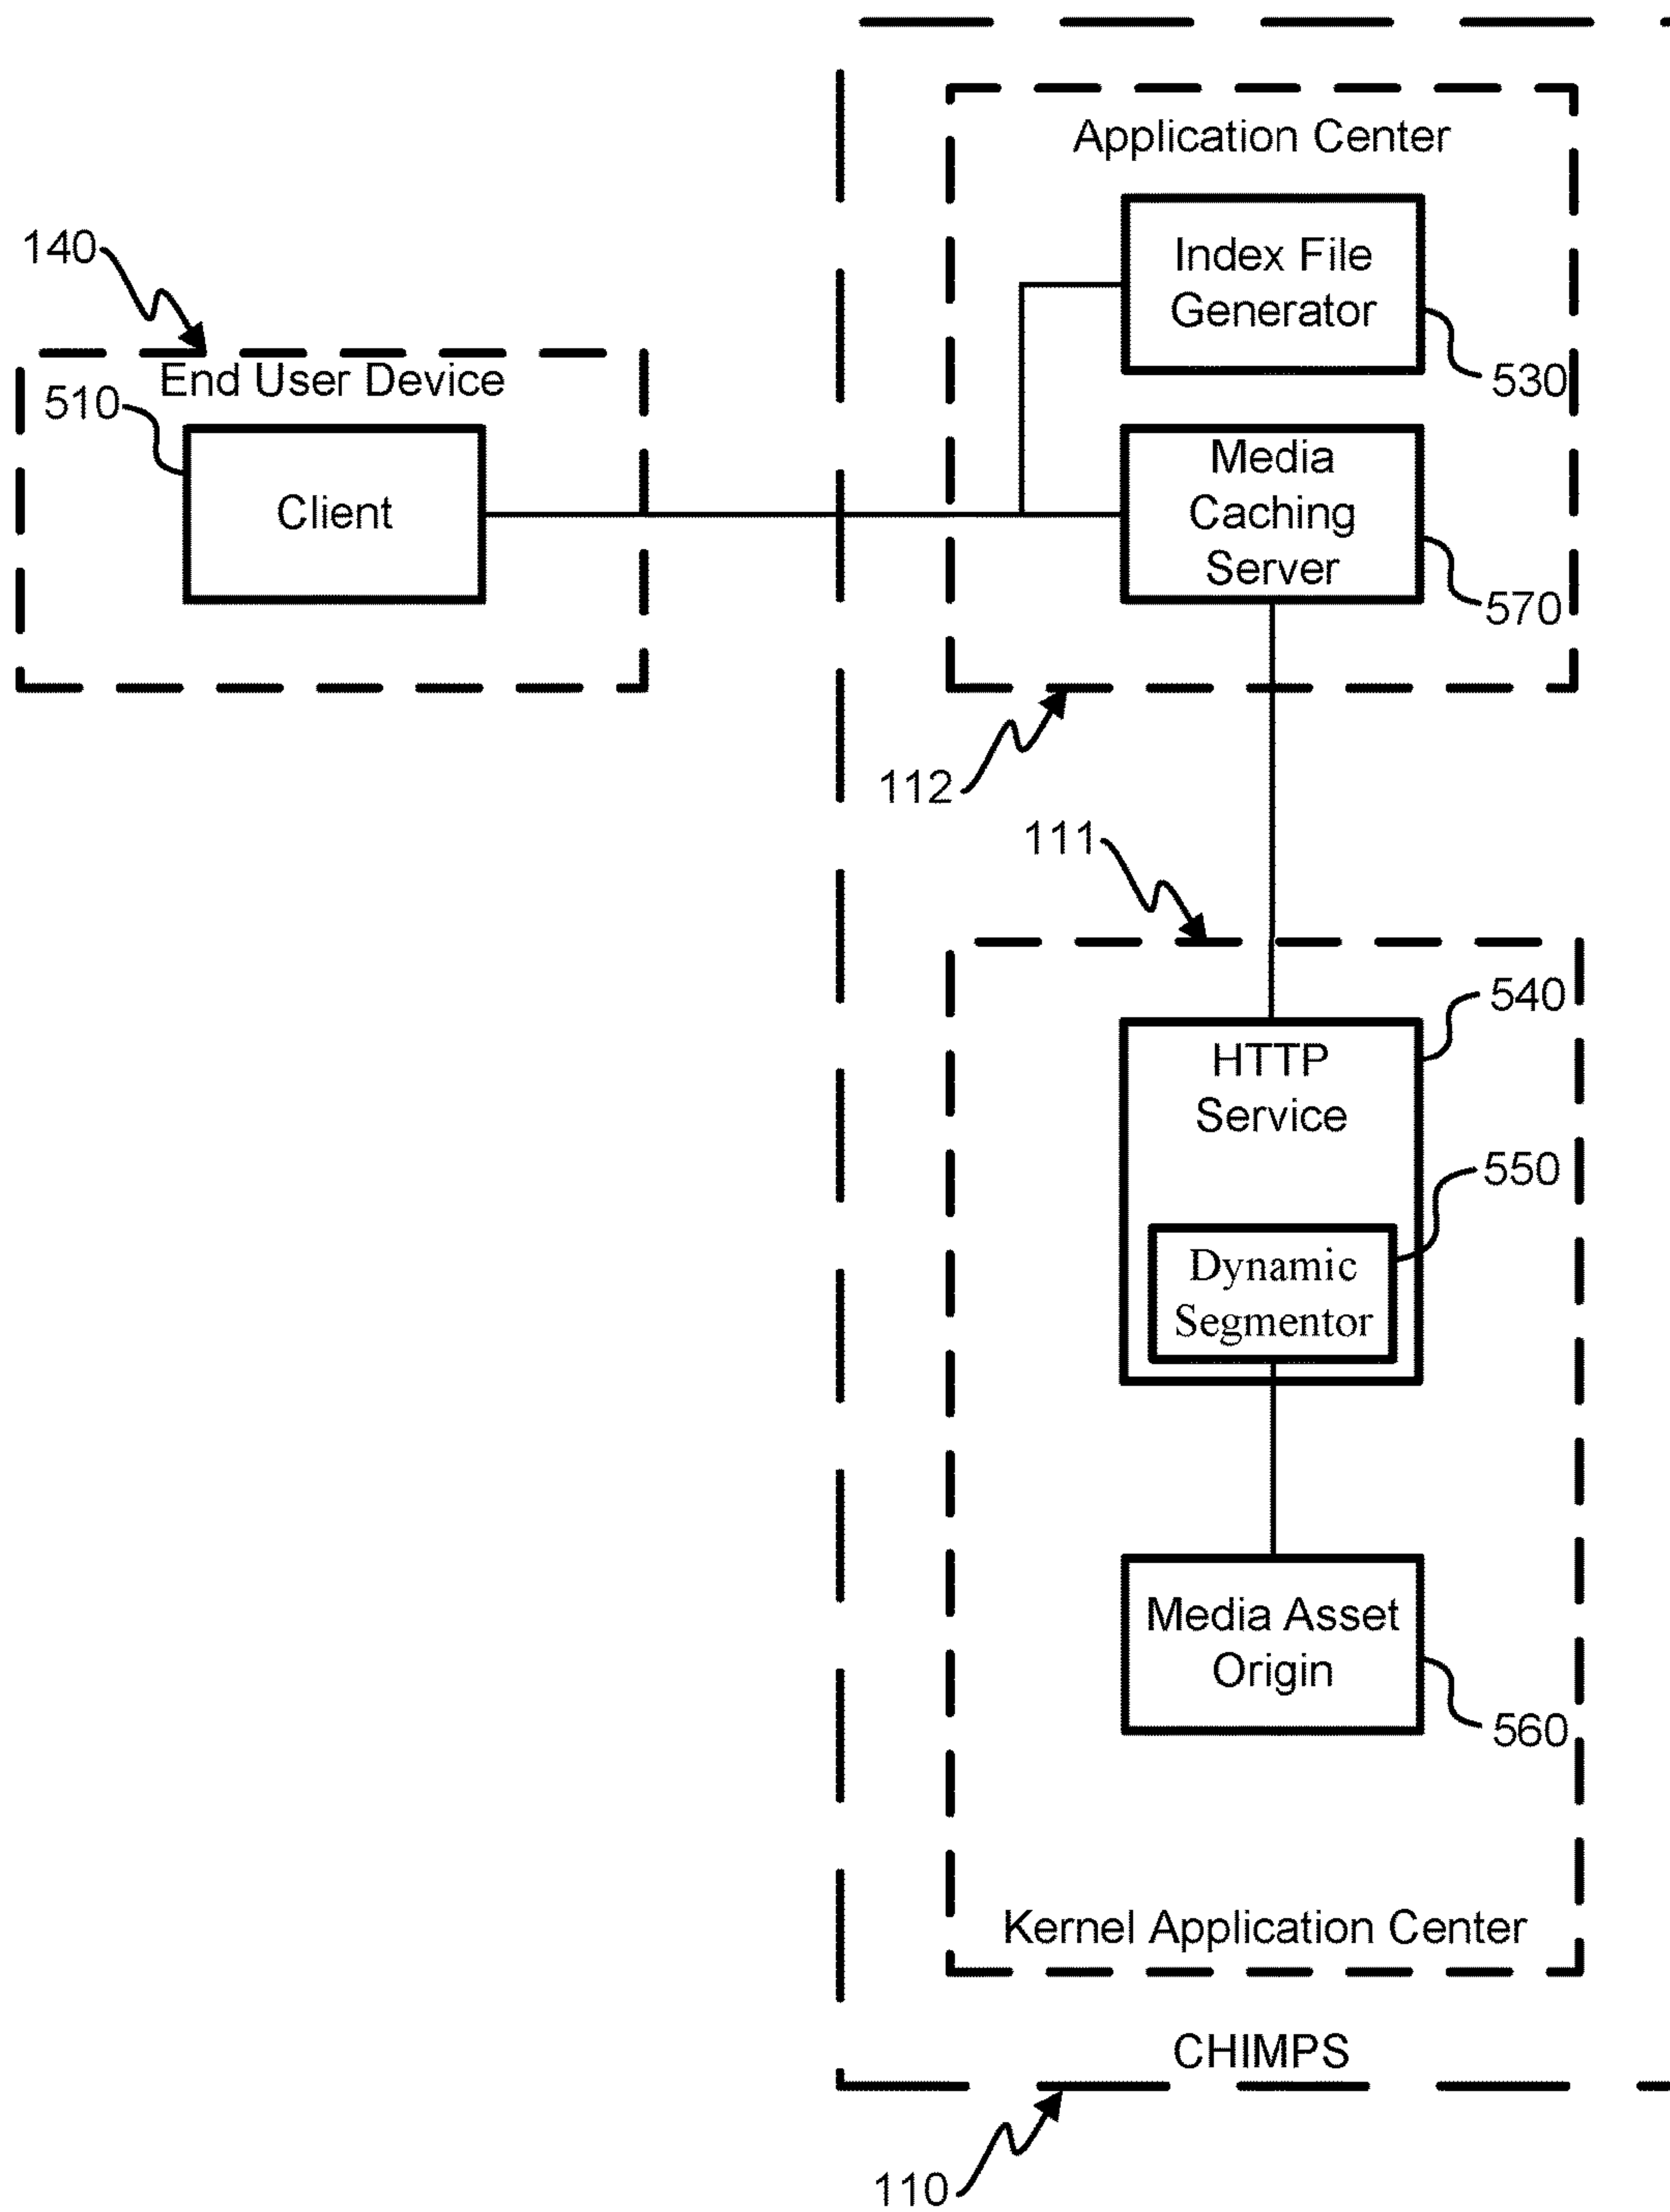 Application Center
140
Index File
Generator
530
End User Device
510
Client
Media
Caching
Server
570
112
111
540
HTTP
Service
550
Dynamic
Segmentor
Media Asset
Origin
560
Kernel Application Center
CHIMPS
110